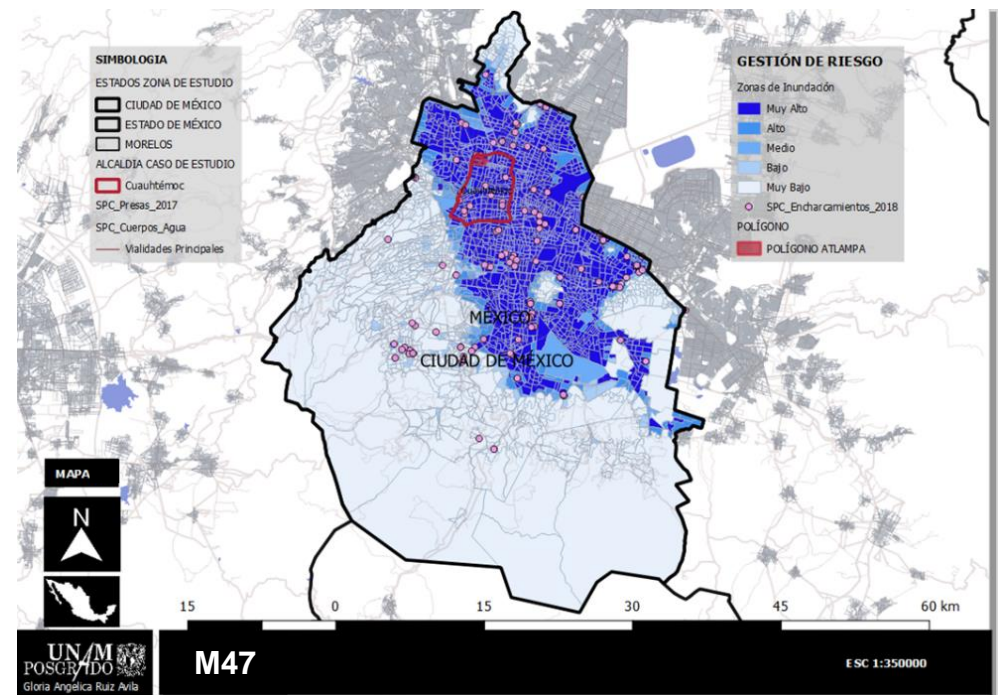 SIMBOLOGIA
ESTADOS ZONA DE ESTUDIO
CIUDAD DE MÉXICO
ESTADO DE MÉXICO
MORELOS
ALCALDÍA CASO DE ESTUDIO
Cuauhtémoc
SPC_Presas_2017
SPC_Cuerpos_Agua
Vialidades Principales
GESTIÓN DE RIESGO
Zonas de Inundación
Muy Alto
Alto
Medio
Bajo
Muy Bajo
SPC_Encharcamientos_2018
POLÍGONO
POLÍGONO ATLAMPA
Cuauhtémoc
MÉXICO
CIUDAD DE MÉXICO
MAPA
N
15 0 15 30 45 60 km
UNAM
POSGRADO
Gloria Angelica Ruiz Avila
M47
ESC 1:350000